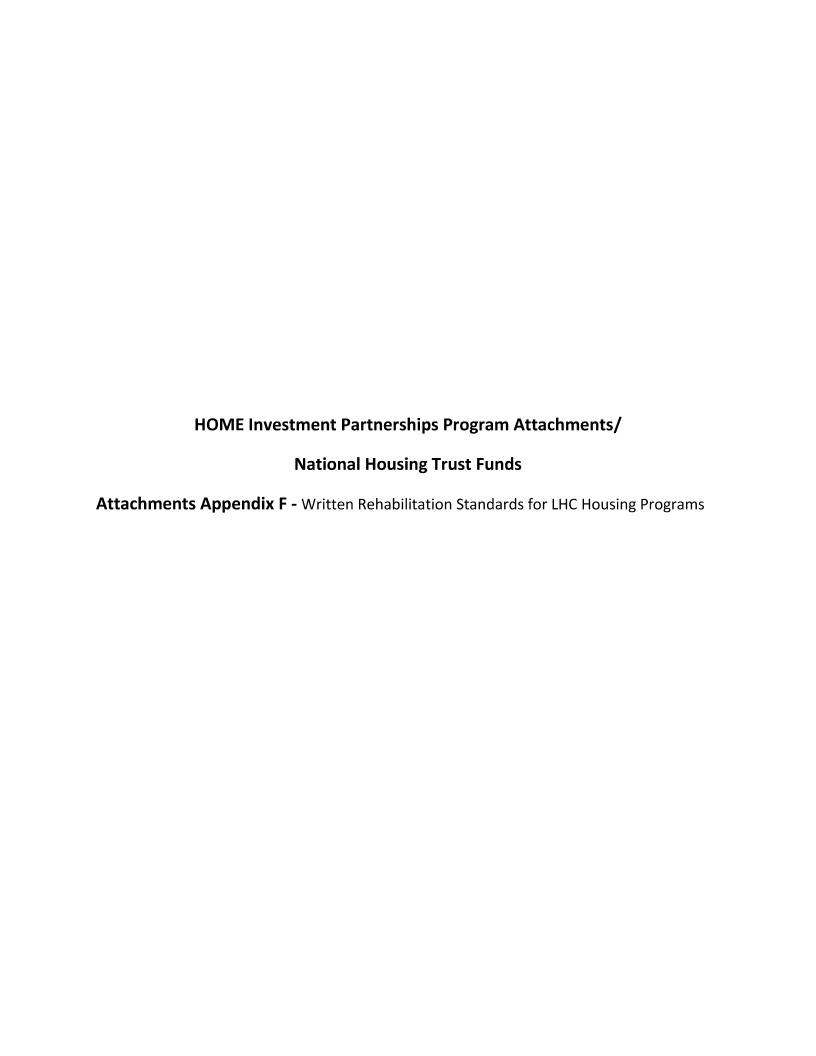 HOME Investment Partnerships Program Attachments/
National Housing Trust Funds
Attachments Appendix F - Written Rehabilitation Standards for LHC Housing Programs